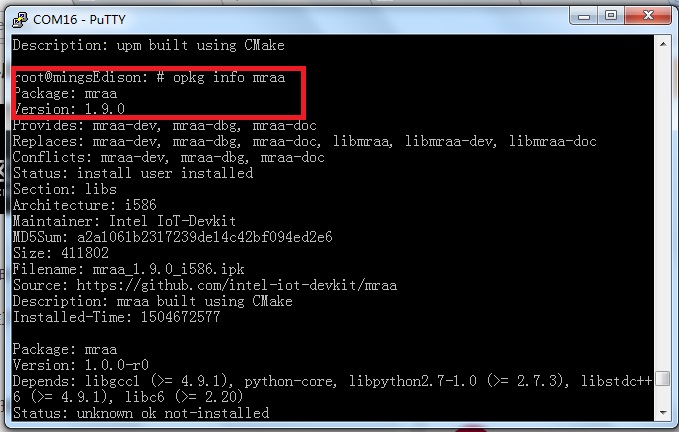 COM16 - PuTTY
Description: upm built using CMake
root@mingsEdison: # opkg info mraa
Package: mraa
Version: 1.9.0
Provides: mraa-dev, mraa-dbg, mraa-doc
Replaces: mraa-dev, mraa-dbg, mraa-doc, libmraa, libmraa-dev, libmraa-doc
Conflicts: mraa-dev, mraa-dbg, mraa-doc
Status: install user installed
Section: libs
Architecture: i586
Maintainer: Intel IoT-Devkit
MD5Sum: a2a1061b2317239de14c42bf094ed2e6
Size: 411802
Filename: mraa_1.9.0_i586.ipk
Source: https://github.com/intel-iot-devkit/mraa
Description: mraa built using CMake
Installed-Time: 1504672577
Package: mraa
Version: 1.0.0-r0
Depends: libgcc1 (>= 4.9.1), python-core, libpython2.7-1.0 (>= 2.7.3), libstdc++
6 (>= 4.9.1), libc6 (>= 2.20)
Status: unknown ok not-installed